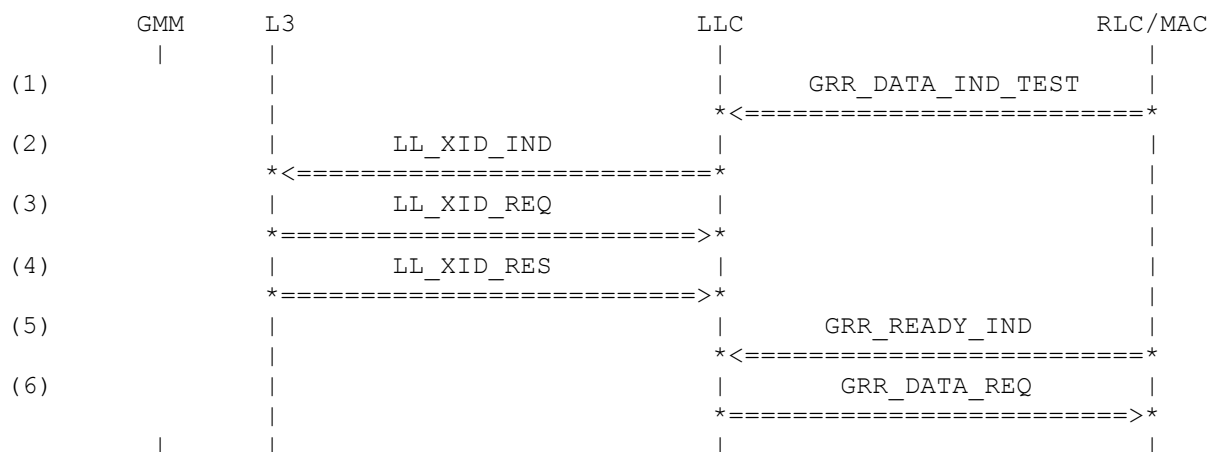 GMM L3 LLC RLC/MAC
| | | |
(1) | | GRR_DATA_IND_TEST |
| *<=========================*
(2) | LL_XID_IND | |
*<===========================* |
(3) | LL_XID_REQ | |
*==========================>* |
(4) | LL_XID_RES | |
*==========================>* |
(5) | | GRR_READY_IND |
| *<=========================*
(6) | | GRR_DATA_REQ |
| *=========================>*
| | | |